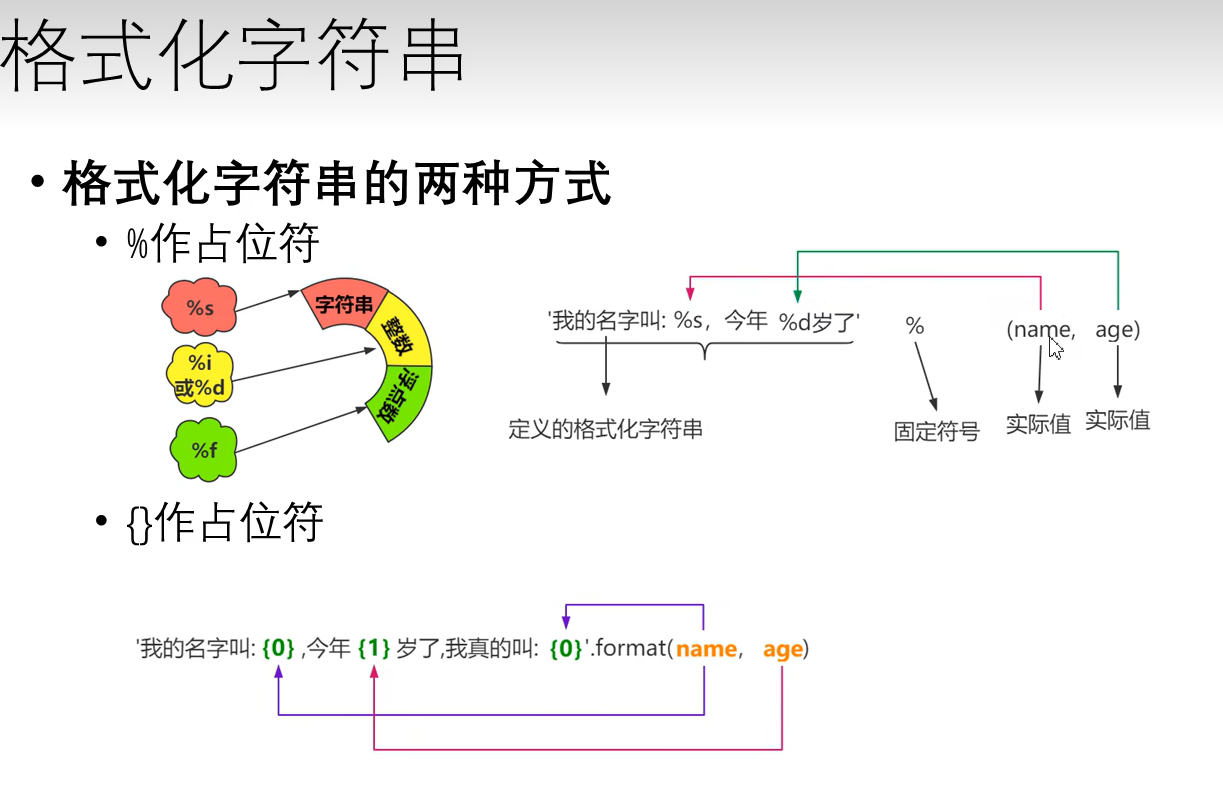 格式化字符串
• 格式化字符串的两种方式
• %作占位符
%s
字符串
%i
或%d
整数
%f
浮点数
'我的名字叫: %s，今年 %d岁了' % (name, age)
定义的格式化字符串
固定符号
实际值
实际值
• {}作占位符
'我的名字叫: {0} ,今年 {1} 岁了,我真的叫: {0}'.format(name, age)